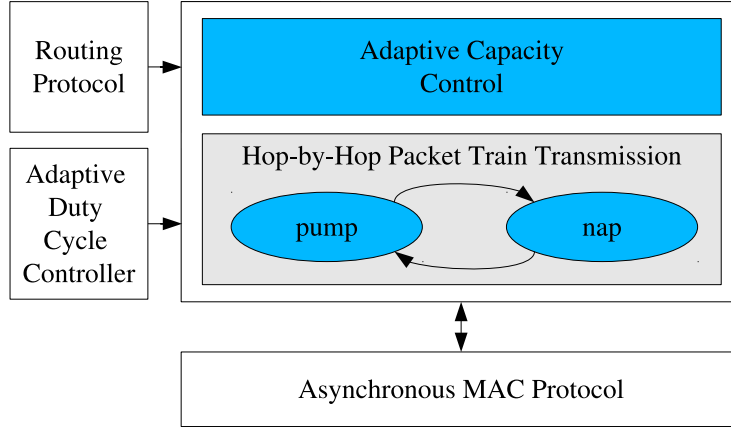 Routing
Protocol
Adaptive Capacity
Control
Adaptive
Duty
Cycle
Controller
Hop-by-Hop Packet Train Transmission
pump
nap
Asynchronous MAC Protocol